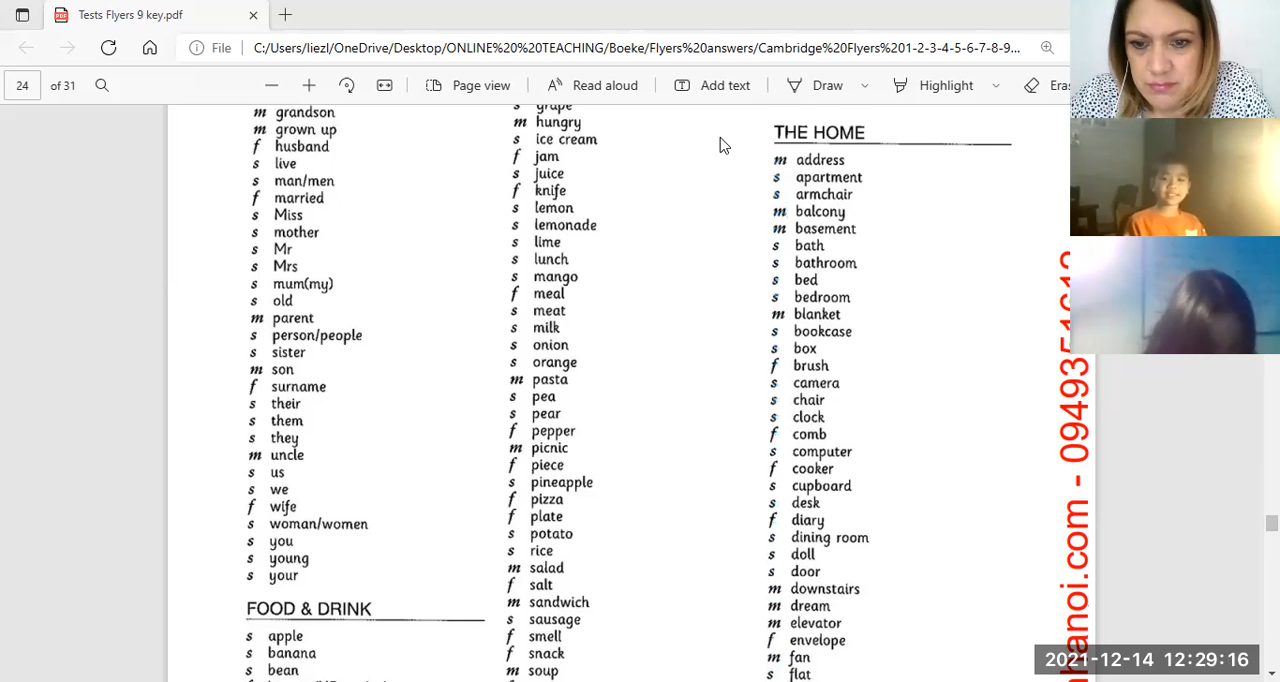 Tests Flyers 9 key.pdf
File
C:/Users/liezl/OneDrive/Desktop/ONLINE%20%20TEACHING/Boeke/Flyers%20answers/Cambridge%20Flyers%201-2-3-4-5-6-7-8-9...
24 of 31
Page view
Read aloud
Add text
Draw
Highlight
m grandson
m grown up
f husband
s live
s man/men
f married
s Miss
s mother
s Mr
s Mrs
s mum(my)
s old
m parent
s person/people
s sister
m son
f surname
s their
s them
s they
m uncle
s us
s we
f wife
s woman/women
s you
s young
s your
FOOD & DRINK
s apple
s banana
s bean
s grape
m hungry
s ice cream
f jam
s juice
f knife
s lemon
s lemonade
s lime
s lunch
s mango
f meal
s meat
s milk
s onion
s orange
m pasta
s pea
s pear
f pepper
m picnic
f piece
s pineapple
f pizza
f plate
s potato
s rice
m salad
f salt
m sandwich
s sausage
f smell
f snack
m soup
THE HOME
m address
s apartment
s armchair
m balcony
m basement
s bath
s bathroom
s bed
s bedroom
m blanket
s bookcase
s box
f brush
s camera
s chair
s clock
f comb
s computer
f cooker
s cupboard
s desk
f diary
s dining room
s doll
s door
m downstairs
m dream
m elevator
f envelope
m fan
s flat
2021-12-14 12:29:16